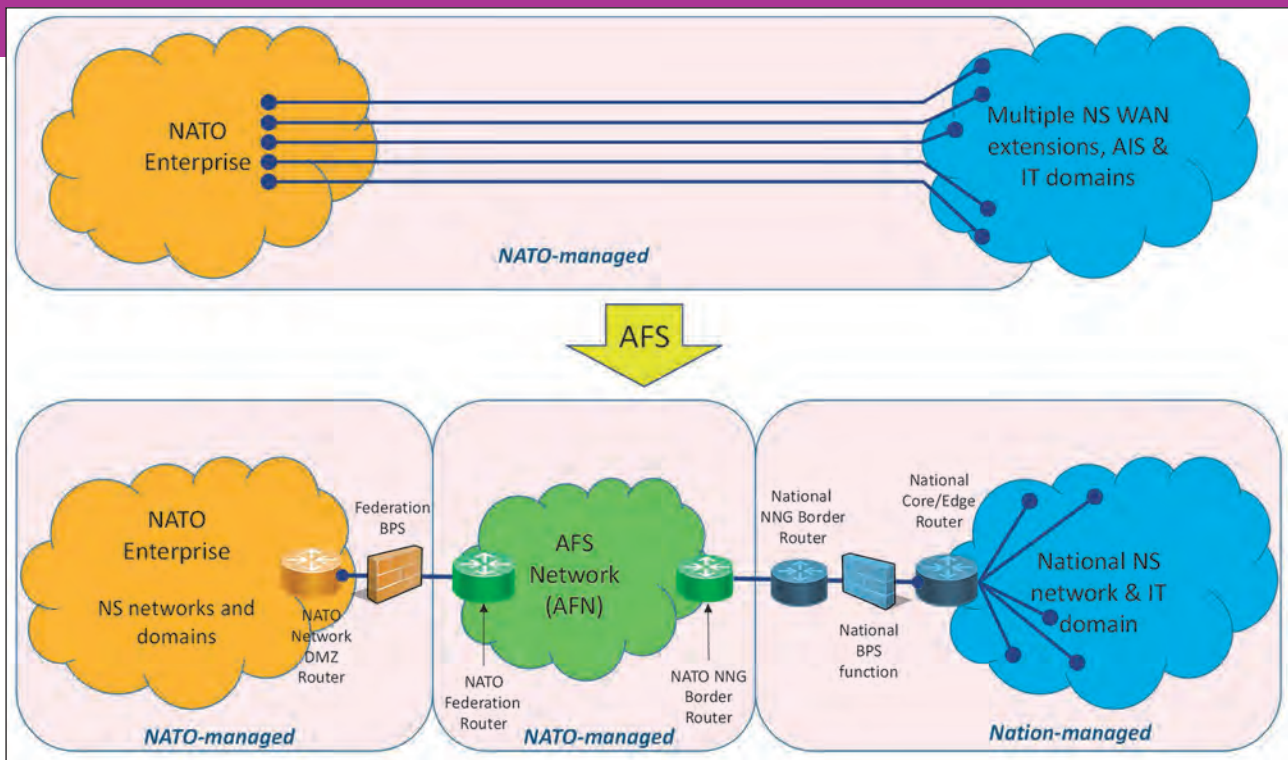 NATO
Enterprise
Multiple NS WAN
extensions, AIS &
IT domains
NATO-managed
AFS
NATO
Enterprise
NS networks and
domains
NATO
Network
DMZ
Router
Federation
BPS
NATO
Federation
Router
AFS
Network
(AFN)
NATO NNG
Border
Router
National
NNG Border
Router
National
BPS
function
National
Core/Edge
Router
National NS
network & IT
domain
NATO-managed
NATO-managed
Nation-managed